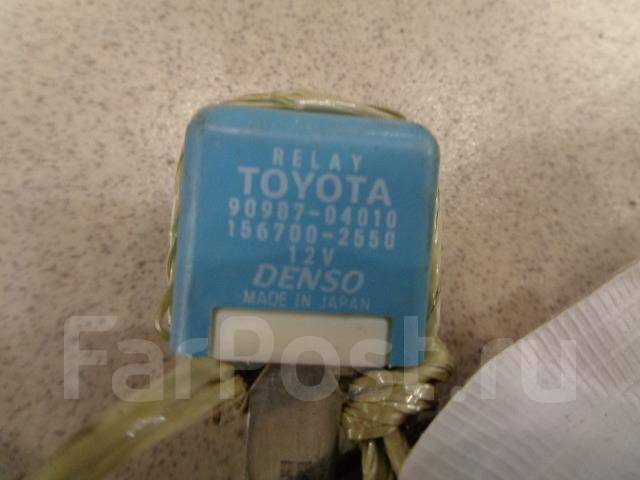 RELAY
TOYOTA
90987-04010
156700-2550
12V
DENSO
MADE IN JAPAN
FarPost.ru